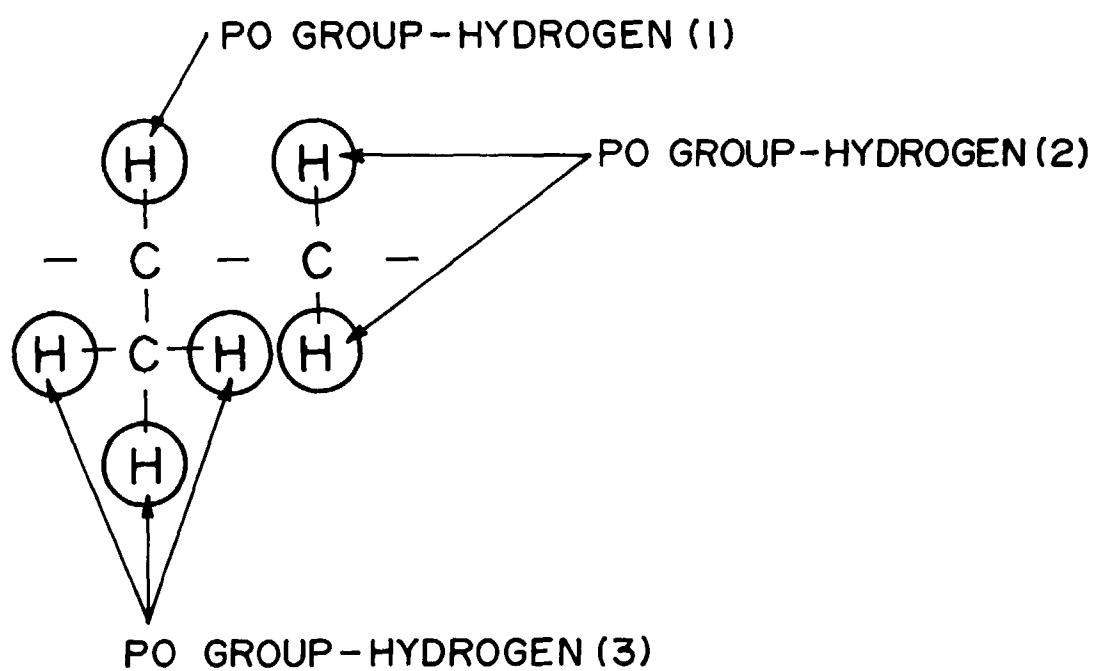 PO GROUP-HYDROGEN (1)
H H PO GROUP-HYDROGEN (2)
- C - C -
H - C - H H
H
PO GROUP-HYDROGEN (3)